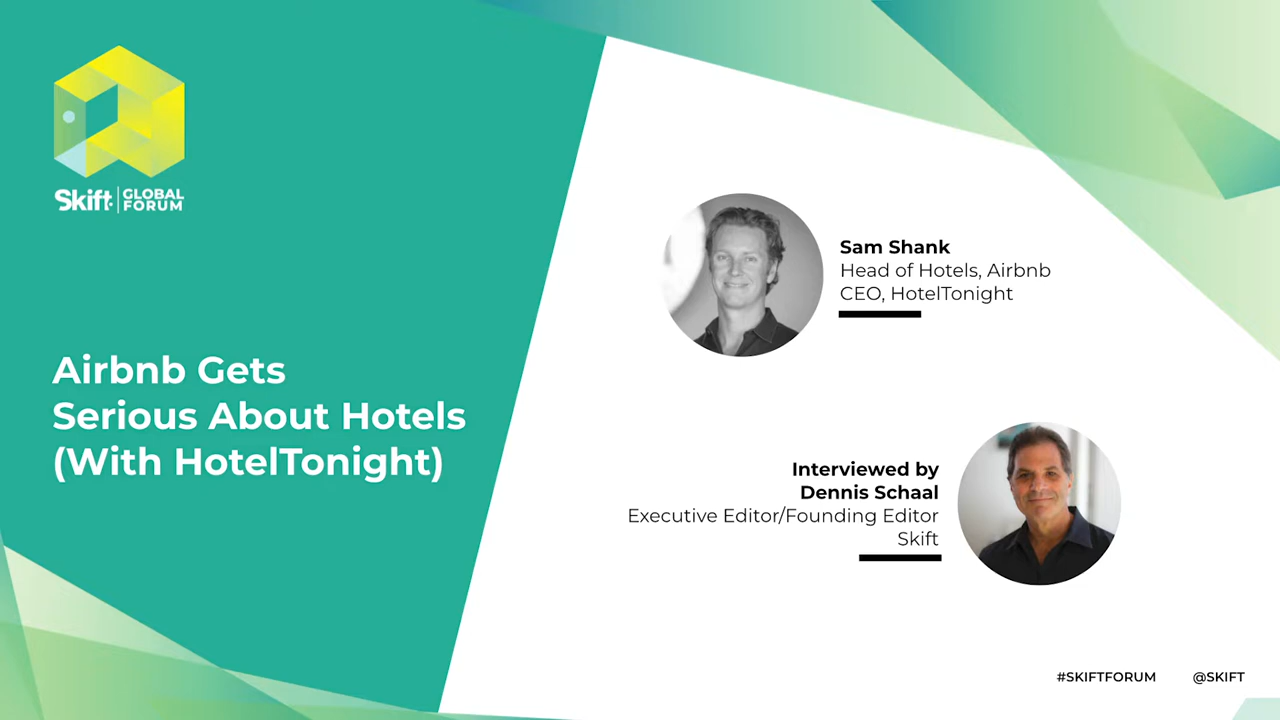 Skift
GLOBAL
FORUM
Airbnb Gets
Serious About Hotels
(With HotelTonight)
Sam Shank
Head of Hotels, Airbnb
CEO, HotelTonight
Interviewed by
Dennis Schaal
Executive Editor/Founding Editor
Skift
#SKIFTFORUM @SKIFT